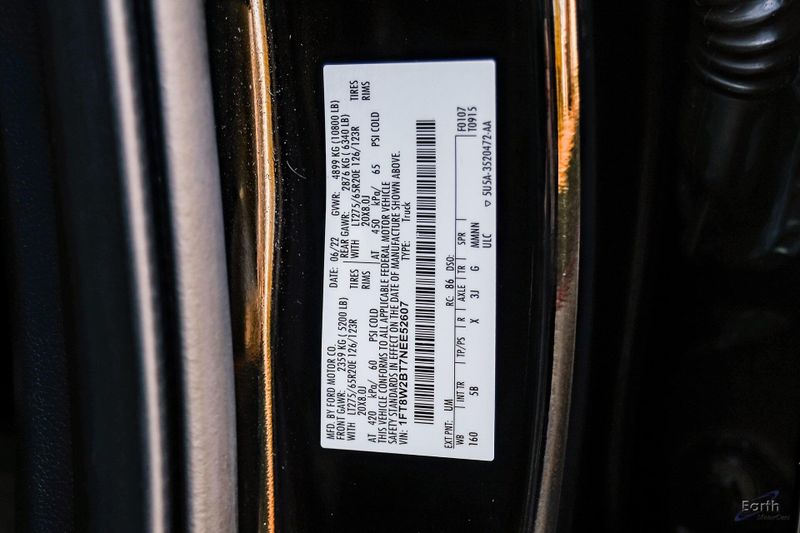 MFD. BY FORD MOTOR CO.
DATE: 06/22 GVWR: 4899 KG (10800 LB)
FRONT GAWR: 2359 KG ( 5200 LB) REAR GAWR: 2876 KG ( 6340 LB)
WITH LT275/65R20E 126/123R TIRES WITH LT275/65R20E 126/123R TIRES
20X8.0J RIMS 20X8.0J RIMS
AT 420 kPa/ 60 PSI COLD AT 450 kPa/ 65 PSI COLD
THIS VEHICLE CONFORMS TO ALL APPLICABLE FEDERAL MOTOR VEHICLE
SAFETY STANDARDS IN EFFECT ON THE DATE OF MANUFACTURE SHOWN ABOVE.
VIN: 1FT8W2BT7NEE52607 TYPE: Truck
F0107
T0915
EXT PNT: UM RC: 86 DSO:
WB INT TR TP/PS R AXLE TR SPR
160 5B X 3J G MMMNN
ULC
▽ 5U5A-3520472-AA
Earth
MotorCars